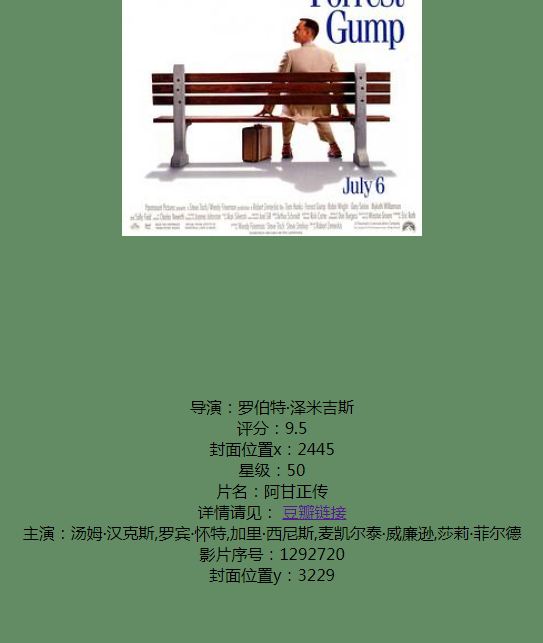 Forrest
Gump
July 6
导演：罗伯特·泽米吉斯
评分：9.5
封面位置x：2445
星级：50
片名：阿甘正传
详情请见： 豆瓣链接
主演：汤姆·汉克斯,罗宾·怀特,加里·西尼斯,麦凯尔泰·威廉逊,莎莉·菲尔德
影片序号：1292720
封面位置y：3229